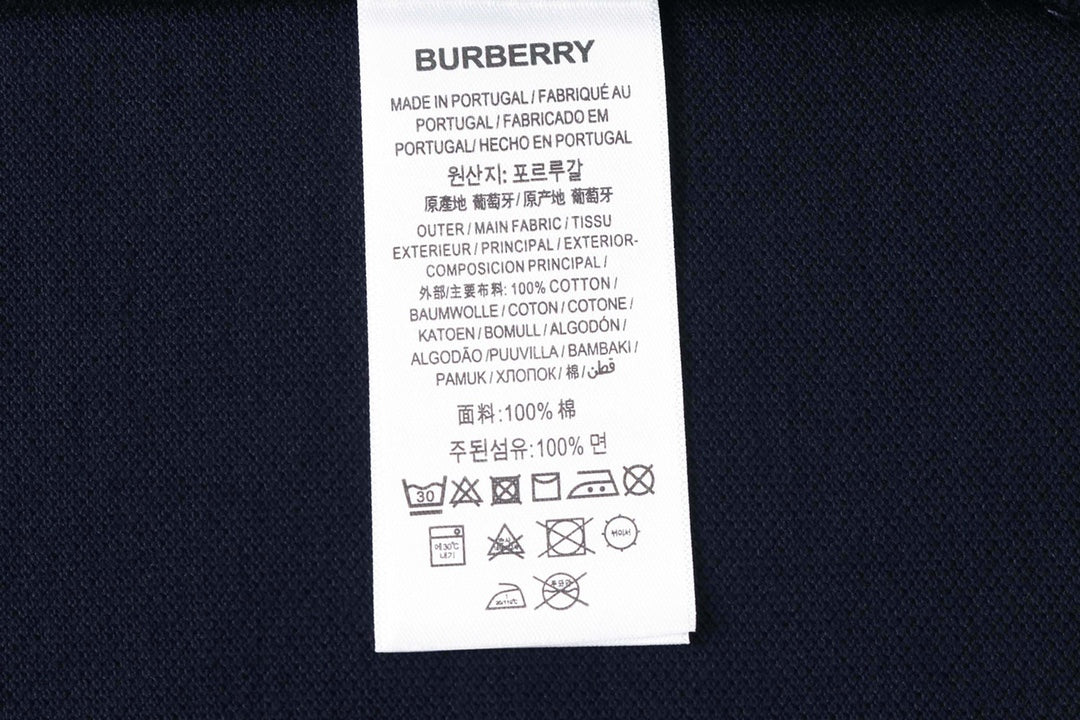 BURBERRY
MADE IN PORTUGAL / FABRIQUÉ AU
PORTUGAL / FABRICADO EM
PORTUGAL/ HECHO EN PORTUGAL
원산지: 포르루갈
原產地 葡萄牙/ 原产地 葡萄牙
OUTER / MAIN FABRIC / TISSU
EXTERIEUR / PRINCIPAL / EXTERIOR-
COMPOSICION PRINCIPAL /
外部/主要布料: 100% COTTON /
BAUMWOLLE / COTON / COTONE /
KATOEN / BOMULL / ALGODÓN /
ALGODÃO /PUUVILLA / BAMBAKI /
PAMUK / ХЛОПОК / 棉 / قطن
面料:100% 棉
주된섬유:100% 면
30